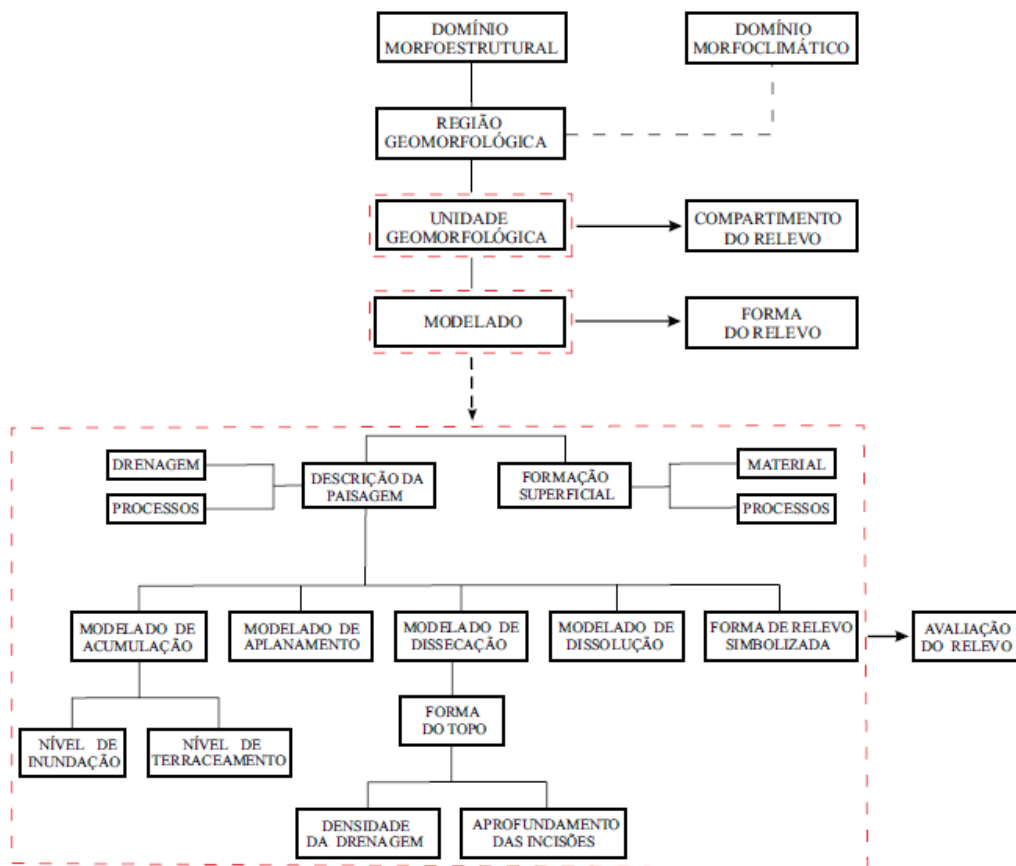 DOMÍNIO
MORFOESTRUTURAL
DOMÍNIO
MORFOCLIMÁTICO
REGIÃO
GEOMORFOLÓGICA
UNIDADE
GEOMORFOLÓGICA
COMPARTIMENTO
DO RELEVO
MODELADO
FORMA
DO RELEVO
DRENAGEM
PROCESSOS
DESCRIÇÃO DA
PAISAGEM
FORMAÇÃO
SUPERFICIAL
MATERIAL
PROCESSOS
MODELADO DE
ACUMULAÇÃO
MODELADO DE
APLANAMENTO
MODELADO DE
DISSECAÇÃO
MODELADO DE
DISSOLUÇÃO
FORMA DE RELEVO
SIMBOLIZADA
AVALIAÇÃO
DO RELEVO
NÍVEL DE
INUNDAÇÃO
NÍVEL DE
TERRACEAMENTO
FORMA
DO TOPO
DENSIDADE
DA DRENAGEM
APROFUNDAMENTO
DAS INCISÕES